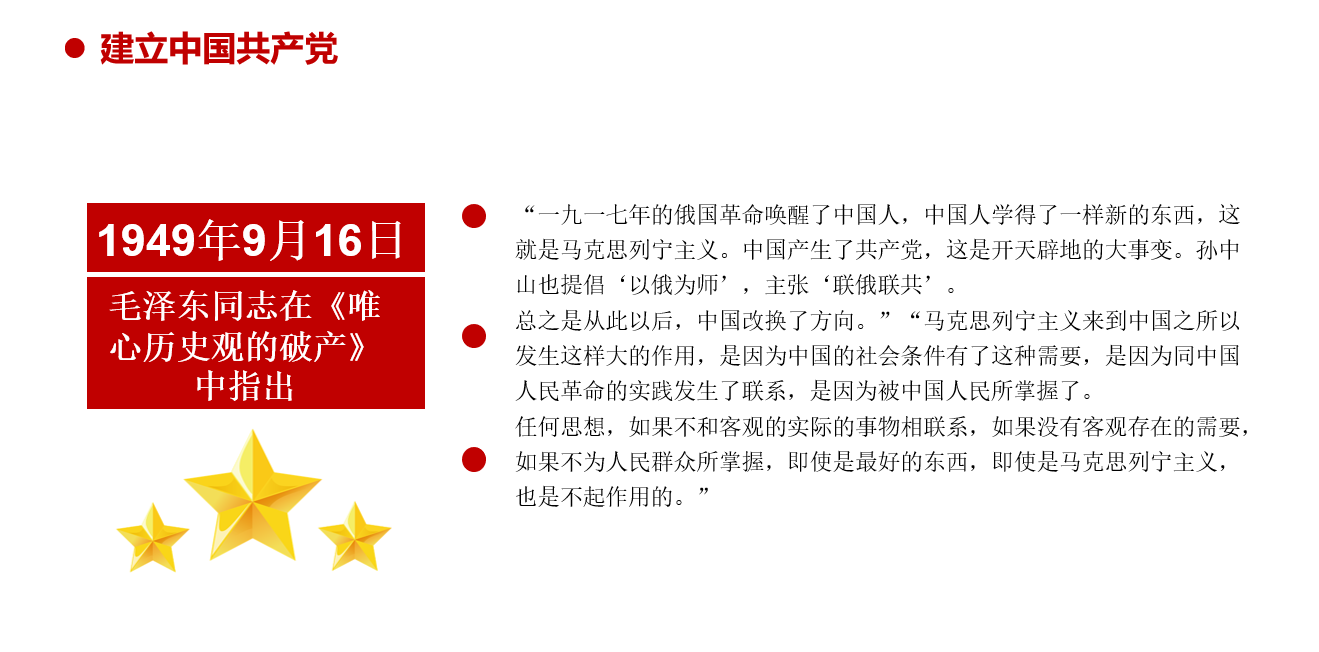 建立中国共产党
1949年9月16日
毛泽东同志在《唯
心历史观的破产》
中指出
“一九一七年的俄国革命唤醒了中国人，中国人学得了一样新的东西，这
就是马克思列宁主义。中国产生了共产党，这是开天辟地的大事变。孙中
山也提倡‘以俄为师’，主张‘联俄联共’。
总之是从此以后，中国改换了方向。”“马克思列宁主义来到中国之所以
发生这样大的作用，是因为中国的社会条件有了这种需要，是因为同中国
人民革命的实践发生了联系，是因为被中国人民所掌握了。
任何思想，如果不和客观的实际的事物相联系，如果没有客观存在的需要，
如果不为人民群众所掌握，即使是最好的东西，即使是马克思列宁主义，
也是不起作用的。”